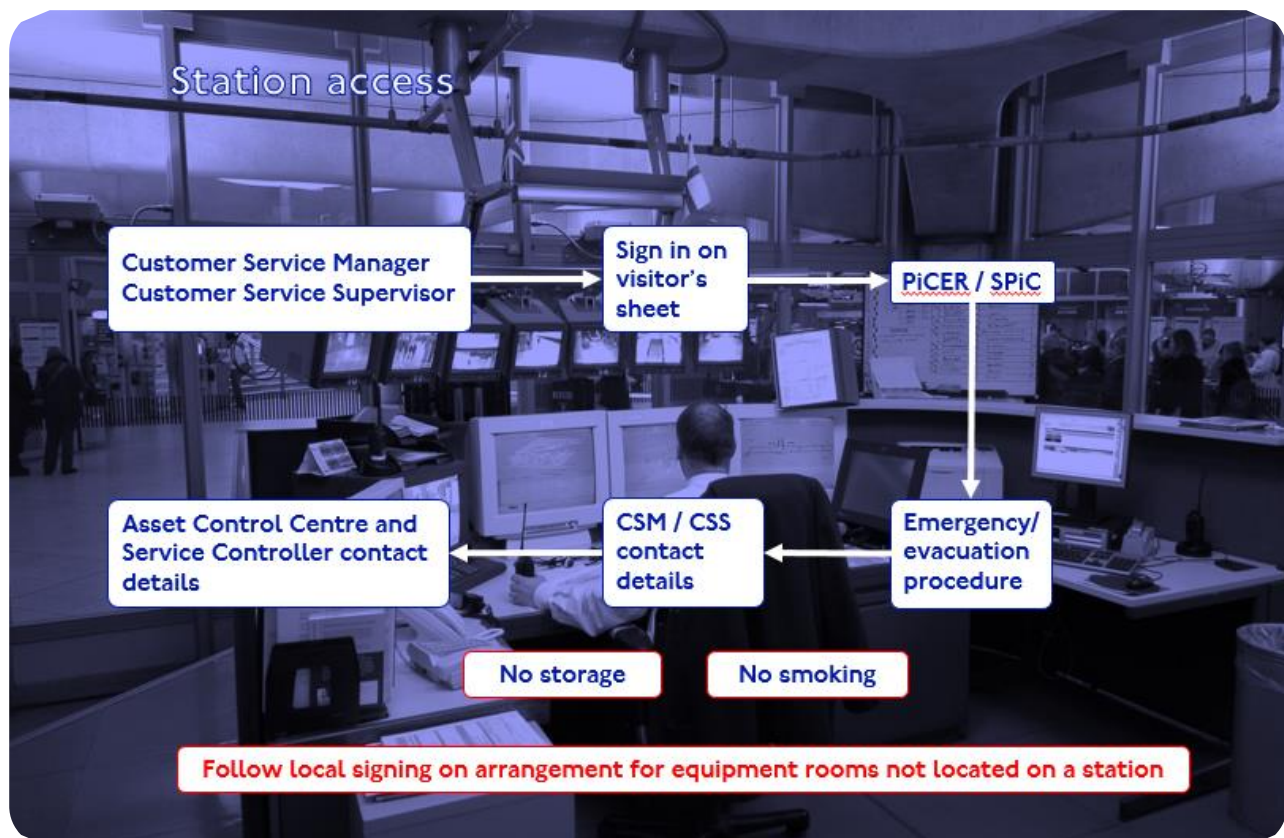 Station access
Customer Service Manager
Customer Service Supervisor
Sign in on
visitor's
sheet
PiCER / SPiC
Emergency/
evacuation
procedure
CSM / CSS
contact
details
Asset Control Centre and
Service Controller contact
details
No storage
No smoking
Follow local signing on arrangement for equipment rooms not located on a station